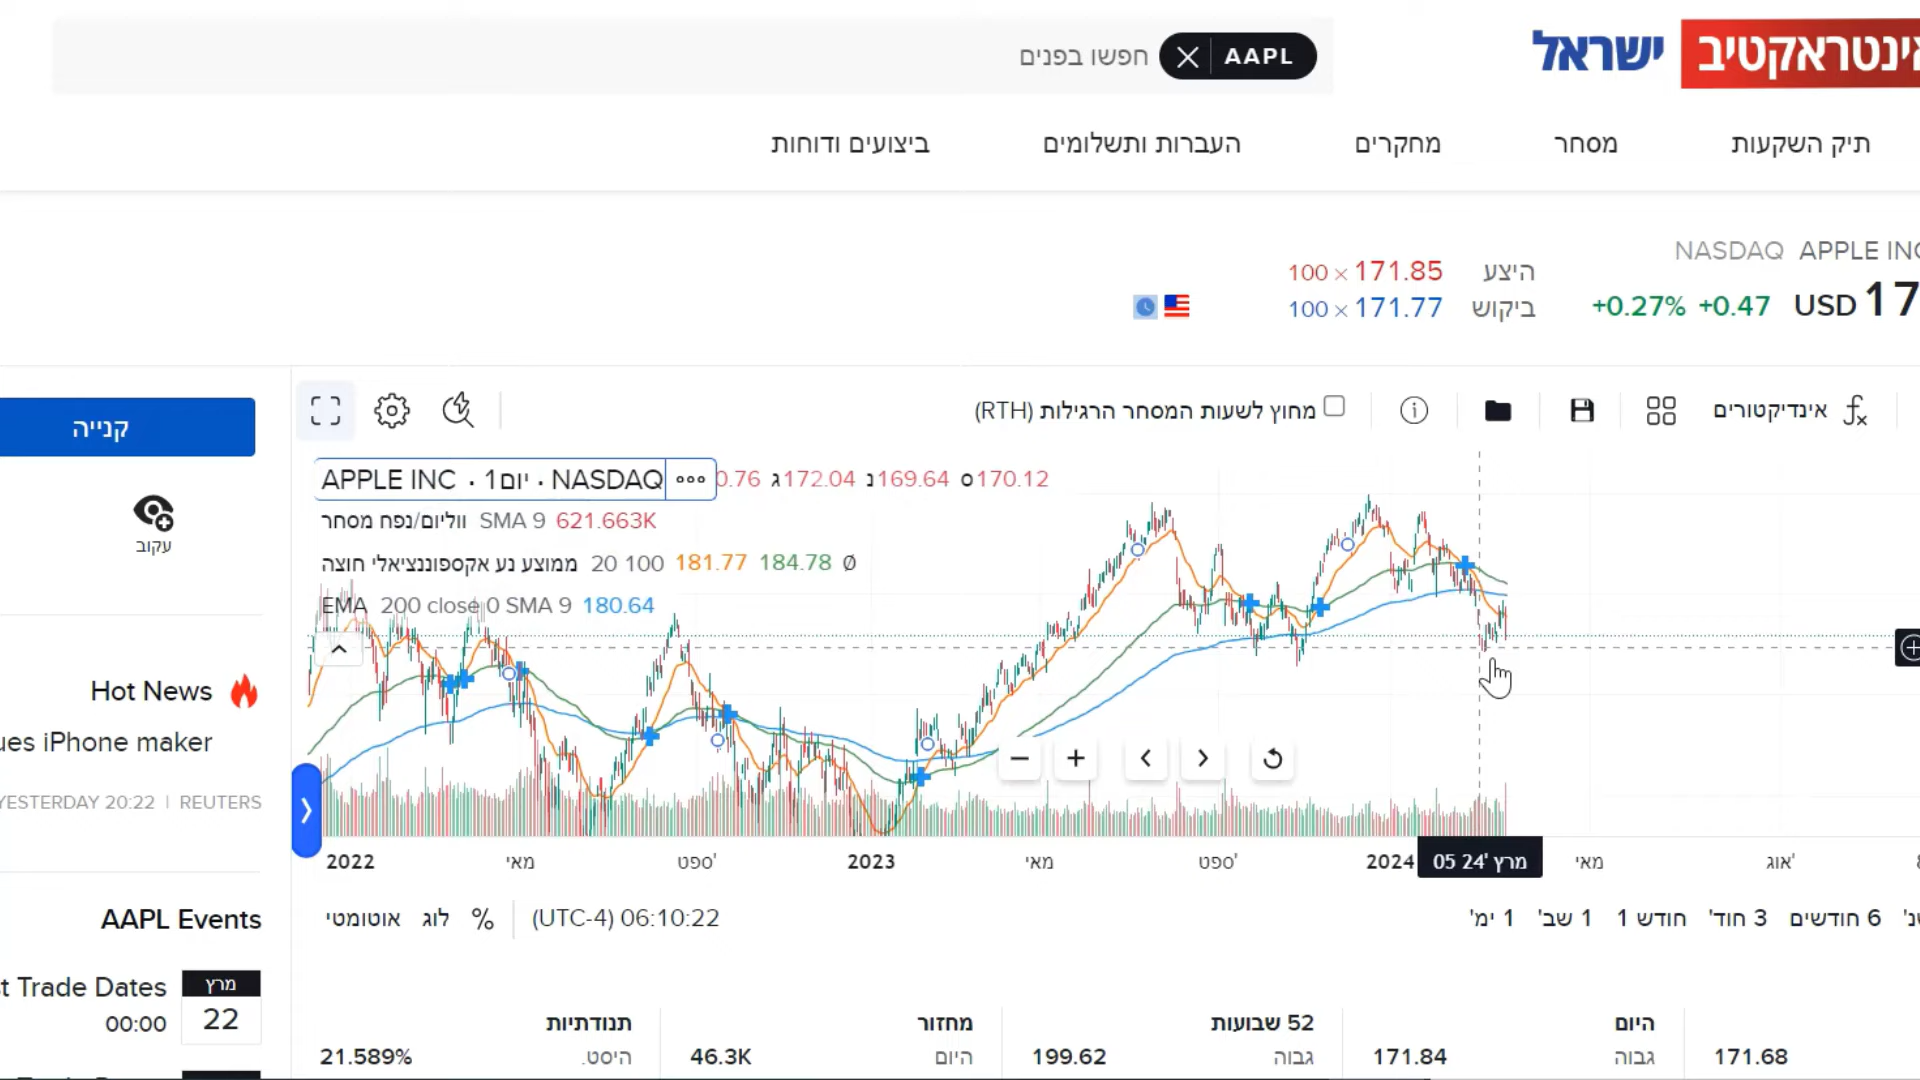 אינטראקטיב ישראל
AAPL חפשו בפנים
תיק השקעות מסחר מחקרים העברות ותשלומים ביצועים ודוחות
NASDAQ
היצע 171.85 × 100
ביקוש 171.77 × 100
USD +0.47 +0.27%
קנייה
עקוב
אינדיקטורים
מחוץ לשעות המסחר הרגילות (RTH)
APPLE INC · 1יום · NASDAQ
0.76 ג172.04 נ169.64 ס170.12
ווליום/נפח מסחר SMA 9 621.663K
ממוצע נע אקספוננציאלי חוצה 20 100 181.77 184.78 Ø
EMA 200 close 0 SMA 9 180.64
Hot News
iPhone maker
YESTERDAY 20:22 | REUTERS
2022 מאי ספט' 2023 מאי ספט' 2024 05 מרץ '24 מאי אוג'
אוטומטי לוג % 06:10:22 (UTC-4)
1 ימ' 1 שב' 1 חודש 3 חוד' 6 חודשים
AAPL Events
Trade Dates
00:00
מרץ
22
היום 52 שבועות מחזור תנודתיות
171.68
גבוה 171.84
גבוה 199.62
היום 46.3K
היסט. 21.589%